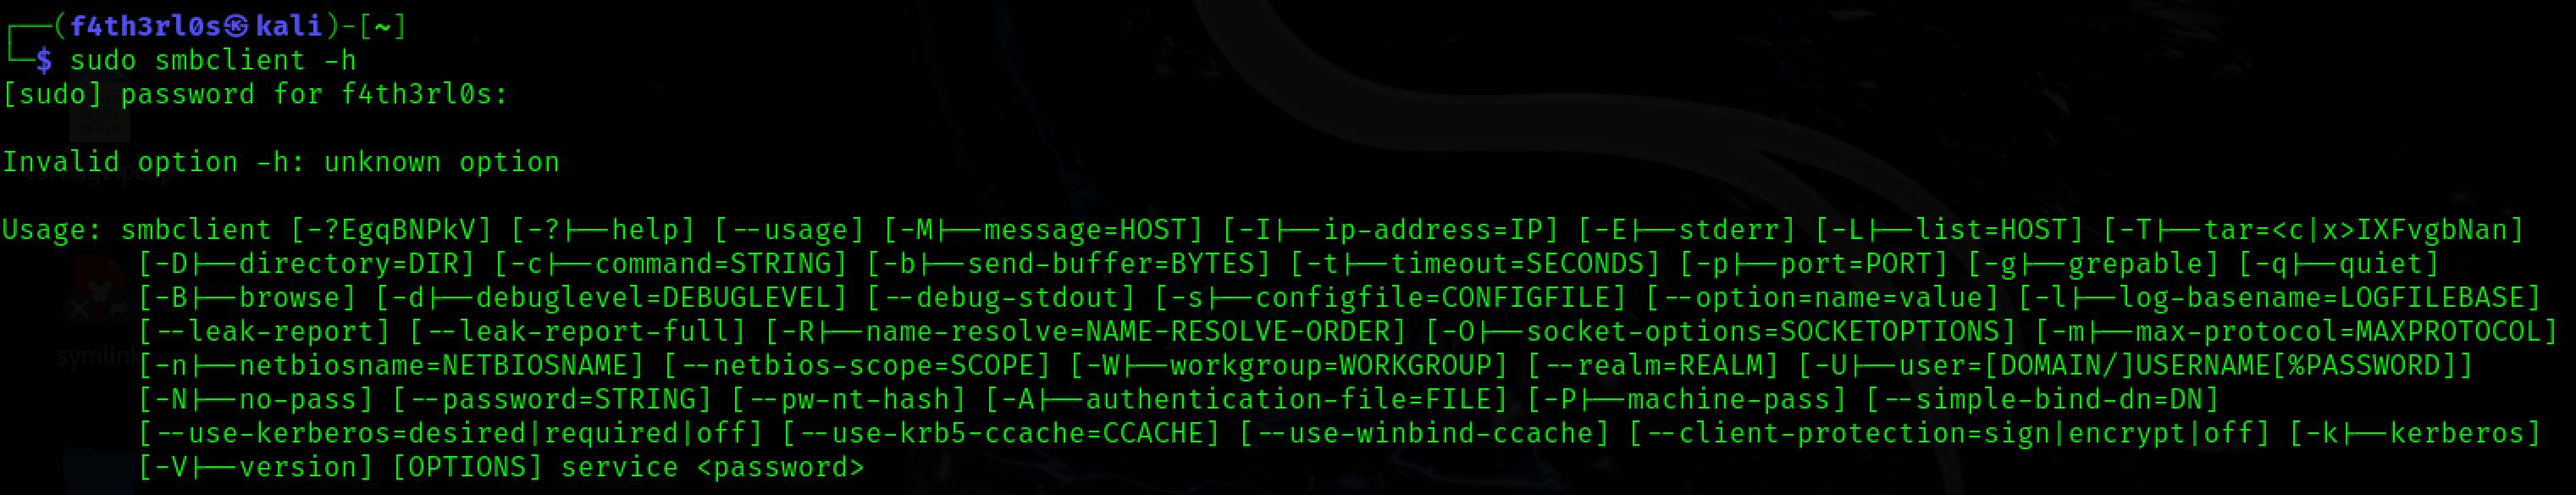 ┌──(f4th3rl0s㉿kali)-[~]
└─$ sudo smbclient -h
[sudo] password for f4th3rl0s:
Invalid option -h: unknown option
Usage: smbclient [-?EgqBNPkV] [-?|--help] [--usage] [-M|--message=HOST] [-I|--ip-address=IP] [-E|--stderr] [-L|--list=HOST] [-T|--tar=<c|x>IXFvgbNan]
[-D|--directory=DIR] [-c|--command=STRING] [-b|--send-buffer=BYTES] [-t|--timeout=SECONDS] [-p|--port=PORT] [-g|--grepable] [-q|--quiet]
[-B|--browse] [-d|--debuglevel=DEBUGLEVEL] [--debug-stdout] [-s|--configfile=CONFIGFILE] [--option=name=value] [-l|--log-basename=LOGFILEBASE]
[--leak-report] [--leak-report-full] [-R|--name-resolve=NAME-RESOLVE-ORDER] [-O|--socket-options=SOCKETOPTIONS] [-m|--max-protocol=MAXPROTOCOL]
[-n|--netbiosname=NETBIOSNAME] [--netbios-scope=SCOPE] [-W|--workgroup=WORKGROUP] [--realm=REALM] [-U|--user=[DOMAIN/]USERNAME[%PASSWORD]]
[-N|--no-pass] [--password=STRING] [--pw-nt-hash] [-A|--authentication-file=FILE] [-P|--machine-pass] [--simple-bind-dn=DN]
[--use-kerberos=desired|required|off] [--use-krb5-ccache=CCACHE] [--use-winbind-ccache] [--client-protection=sign|encrypt|off] [-k|--kerberos]
[-V|--version] [OPTIONS] service <password>
symlink